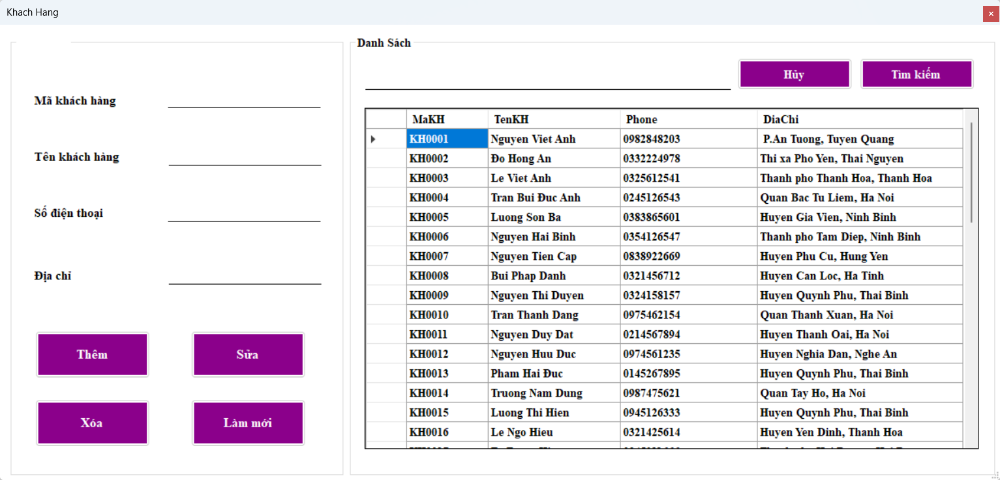 Khach Hang
Danh Sách
Hủy Tìm kiếm
Mã khách hàng
Tên khách hàng
Số điện thoại
Địa chỉ
Thêm Sửa
Xóa Làm mới
MaKH TenKH Phone DiaChi
KH0001 Nguyen Viet Anh 0982848203 P.An Tuong, Tuyen Quang
KH0002 Đo Hong An 0332224978 Thi xa Pho Yen, Thai Nguyen
KH0003 Le Viet Anh 0325612541 Thanh pho Thanh Hoa, Thanh Hoa
KH0004 Tran Bui Đuc Anh 0245126543 Quan Bac Tu Liem, Ha Noi
KH0005 Luong Son Ba 0383865601 Huyen Gia Vien, Ninh Binh
KH0006 Nguyen Hai Binh 0354126547 Thanh pho Tam Diep, Ninh Binh
KH0007 Nguyen Tien Cap 0838922669 Huyen Phu Cu, Hung Yen
KH0008 Bui Phap Danh 0321456712 Huyen Can Loc, Ha Tinh
KH0009 Nguyen Thi Duyen 0324158157 Huyen Quynh Phu, Thai Binh
KH0010 Tran Thanh Dang 0975462154 Quan Thanh Xuan, Ha Noi
KH0011 Nguyen Duy Dat 0214567894 Huyen Thanh Oai, Ha Noi
KH0012 Nguyen Huu Duc 0974561235 Huyen Nghia Dan, Nghe An
KH0013 Pham Hai Đuc 0145267895 Huyen Quynh Phu, Thai Binh
KH0014 Truong Nam Dung 0987475621 Quan Tay Ho, Ha Noi
KH0015 Luong Thi Hien 0945126333 Huyen Quynh Phu, Thai Binh
KH0016 Le Ngo Hieu 0321425614 Huyen Yen Dinh, Thanh Hoa